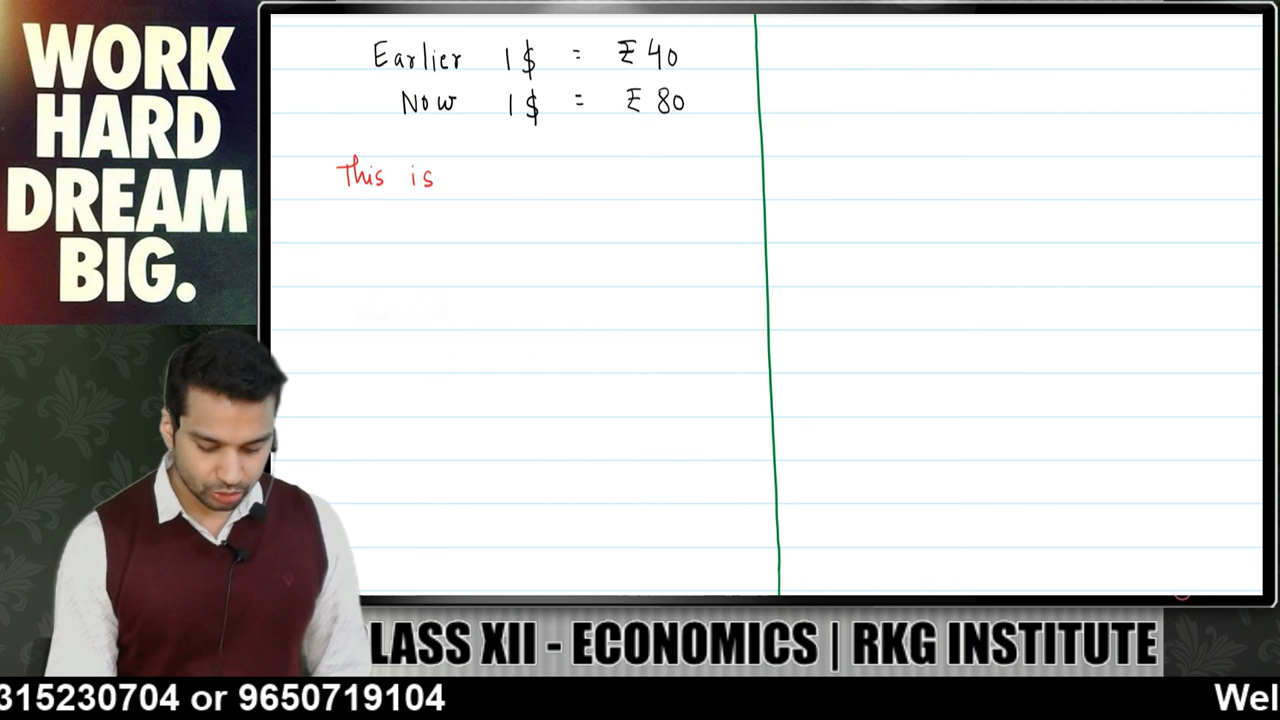 WORK
HARD
DREAM
BIG.
Earlier 1 $ = ₹ 40
Now 1 $ = ₹ 80
This is
LASS XII - ECONOMICS | RKG INSTITUTE
315230704 or 9650719104
Wel